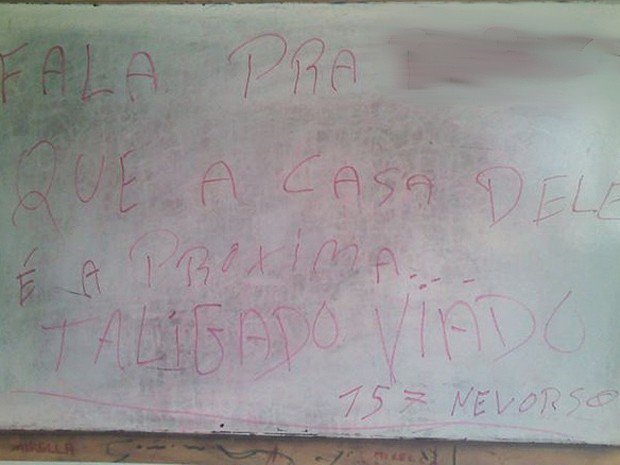 FALA PRA
QUE A CASA DELE
É A PROXIMA...
TALIGADO VIADO
15 = NEVORSO